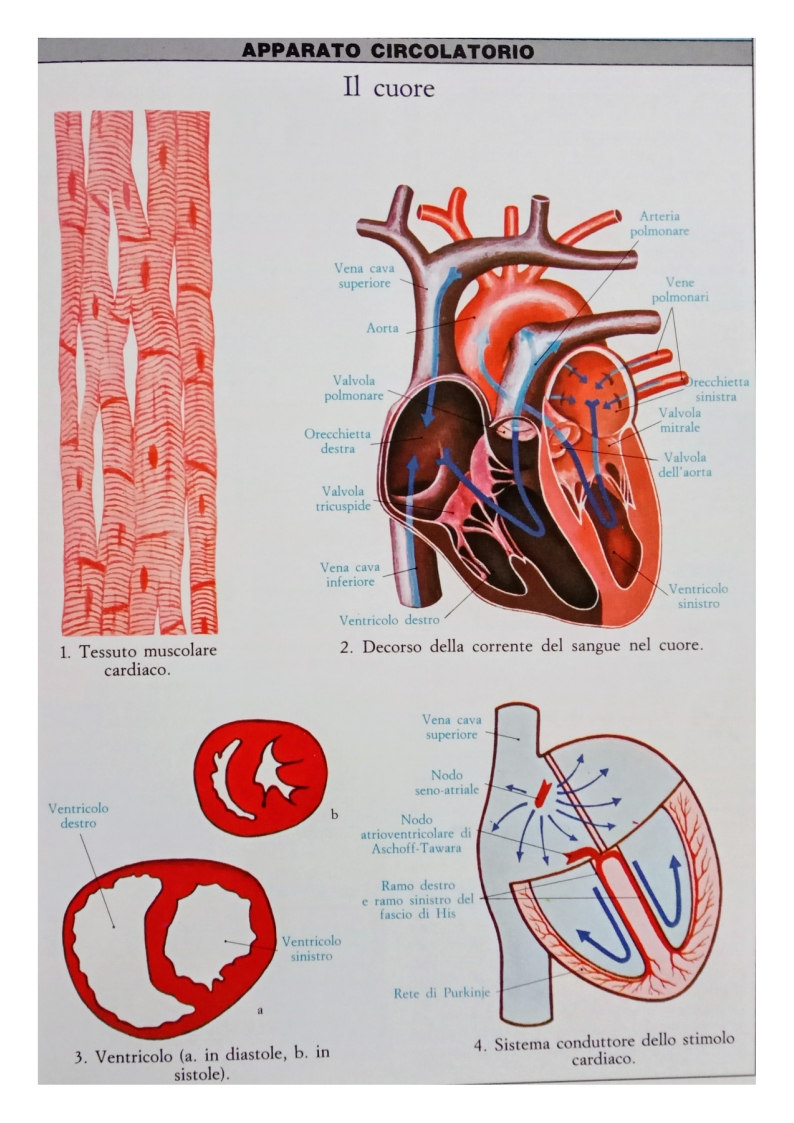 APPARATO CIRCOLATORIO
Il cuore
Arteria
polmonare
Vena cava
superiore
Vene
polmonari
Aorta
Valvola
polmonare
Orecchietta
sinistra
Valvola
mitrale
Orecchietta
destra
Valvola
dell'aorta
Valvola
tricuspide
Vena cava
inferiore
Ventricolo
sinistro
Ventricolo destro
1. Tessuto muscolare
cardiaco.
2. Decorso della corrente del sangue nel cuore.
b
Ventricolo
destro
Ventricolo
sinistro
a
3. Ventricolo (a. in diastole, b. in
sistole).
Vena cava
superiore
Nodo
seno-atriale
Nodo
atrioventricolare di
Aschoff-Tawara
Ramo destro
e ramo sinistro del
fascio di His
Rete di Purkinje
4. Sistema conduttore dello stimolo
cardiaco.